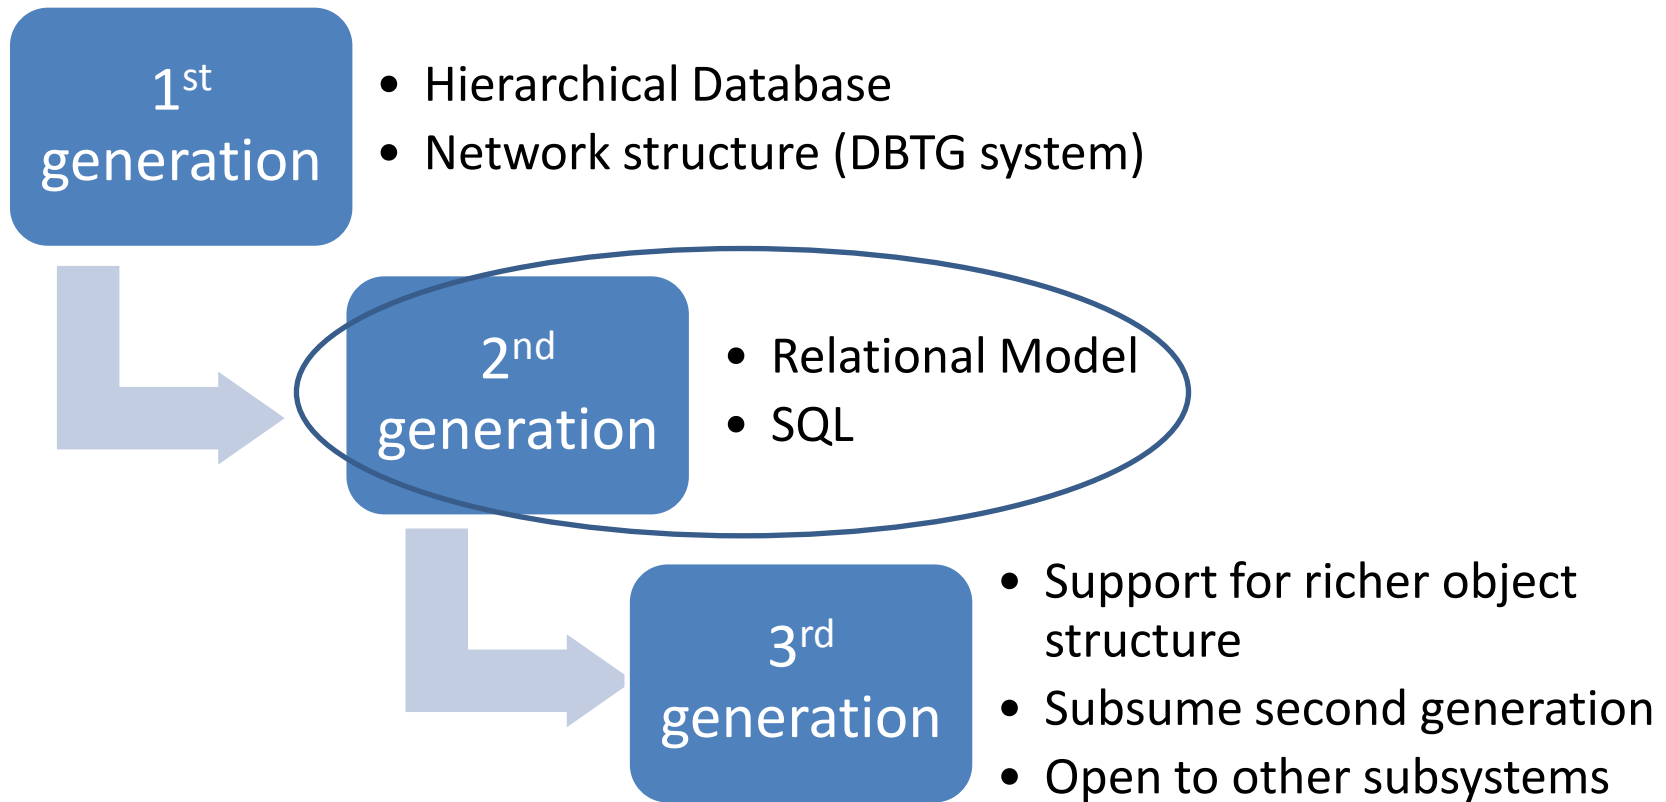 1st
generation
• Hierarchical Database
• Network structure (DBTG system)
2nd
generation
• Relational Model
• SQL
3rd
generation
• Support for richer object
structure
• Subsume second generation
• Open to other subsystems